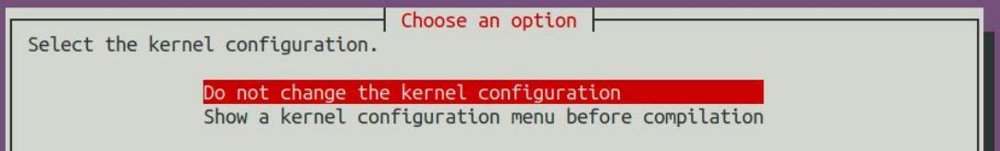 Choose an option
Select the kernel configuration.
Do not change the kernel configuration
Show a kernel configuration menu before compilation